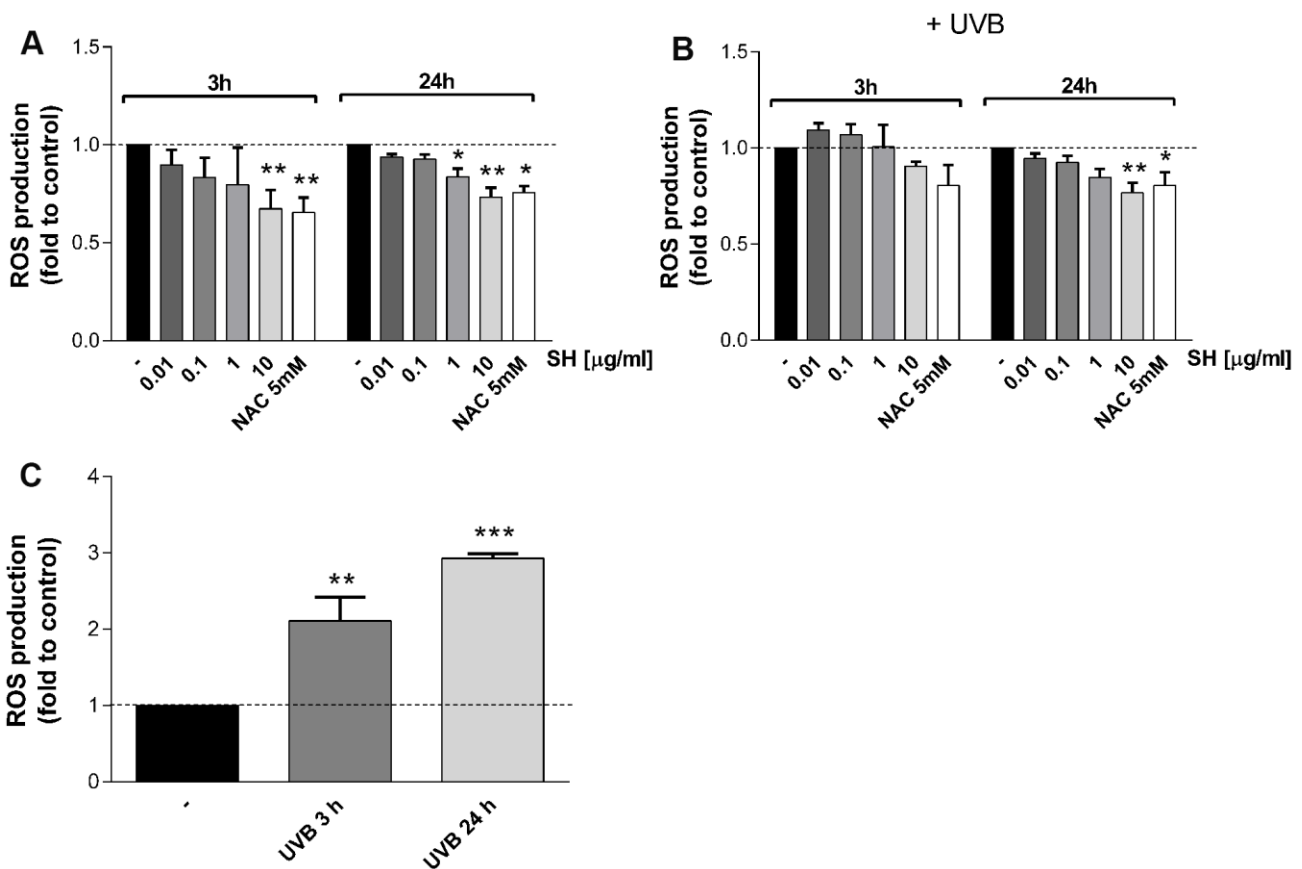 A
ROS production
(fold to control)
1.5
1.0
0.5
0.0
3h
24h
** ** * ** *
- 0.01 0.1 1 10 NAC 5mM - 0.01 0.1 1 10 NAC 5mM SH [μg/ml]
+ UVB
B
ROS production
(fold to control)
1.5
1.0
0.5
0.0
3h
24h
** *
- 0.01 0.1 1 10 NAC 5mM - 0.01 0.1 1 10 NAC 5mM SH [μg/ml]
C
ROS production
(fold to control)
4
3
2
1
0
** ***
- UVB 3 h UVB 24 h